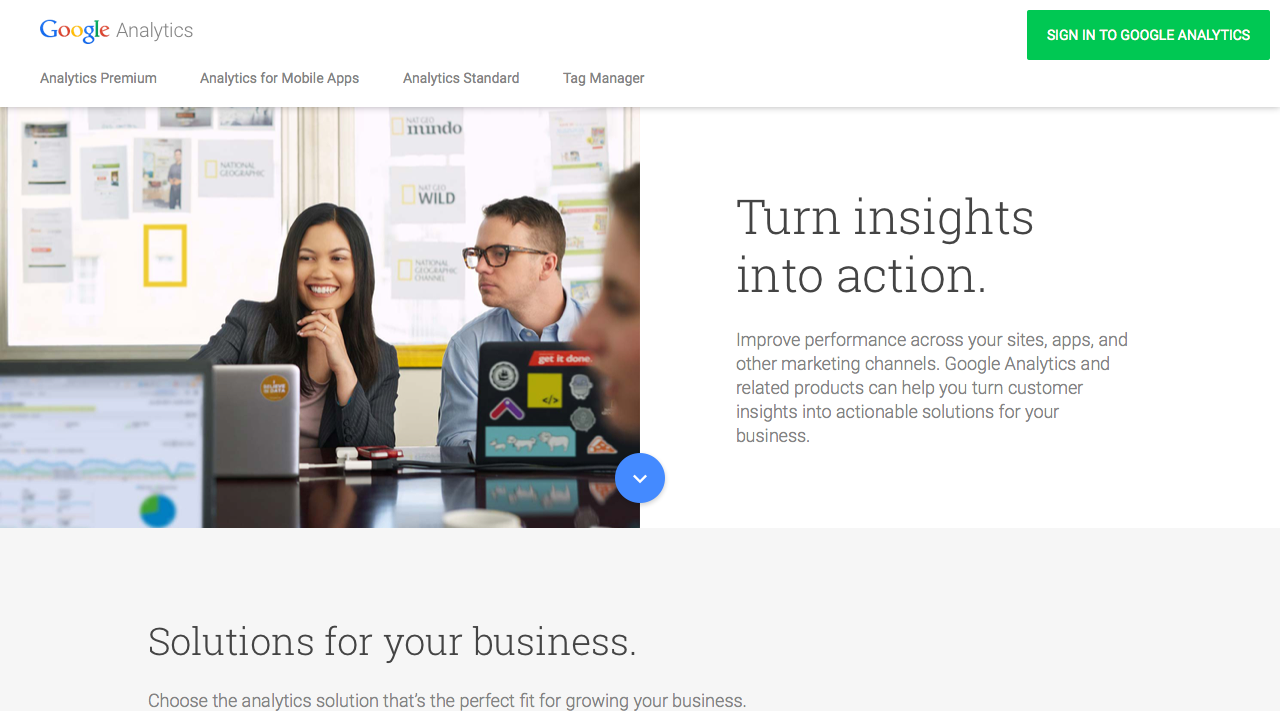 Google Analytics
SIGN IN TO GOOGLE ANALYTICS
Analytics Premium
Analytics for Mobile Apps
Analytics Standard
Tag Manager
NAT GEO
mundo
NATIONAL
GEOGRAPHIC
NAT GEO
WILD
NATIONAL
GEOGRAPHIC
CHANNEL
get it done.
</>
Turn insights
into action.
Improve performance across your sites, apps, and
other marketing channels. Google Analytics and
related products can help you turn customer
insights into actionable solutions for your
business.
Solutions for your business.
Choose the analytics solution that’s the perfect fit for growing your business.